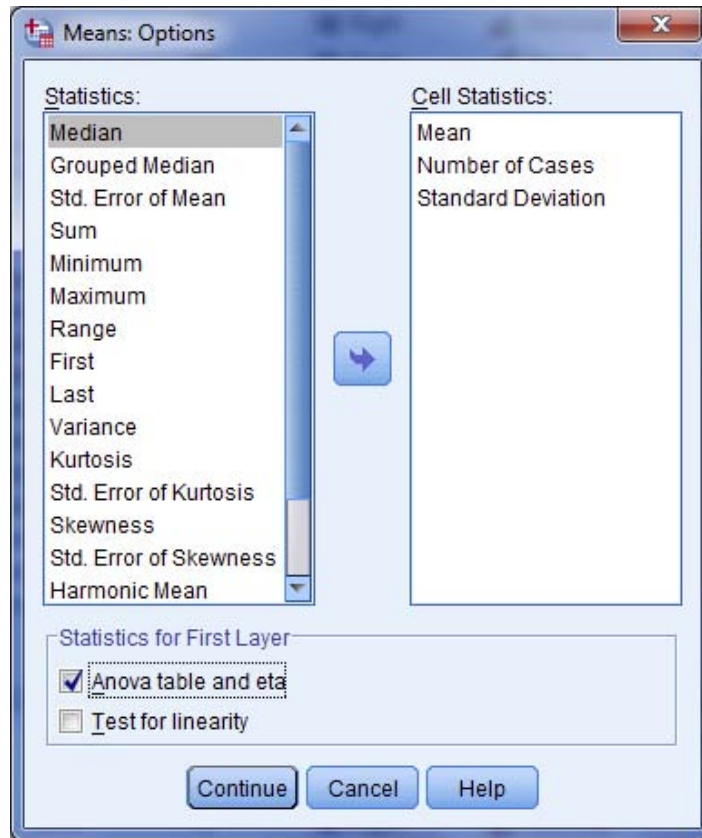 Means: Options
Statistics:
Median
Grouped Median
Std. Error of Mean
Sum
Minimum
Maximum
Range
First
Last
Variance
Kurtosis
Std. Error of Kurtosis
Skewness
Std. Error of Skewness
Harmonic Mean
Cell Statistics:
Mean
Number of Cases
Standard Deviation
Statistics for First Layer
Anova table and eta
Test for linearity
Continue
Cancel
Help